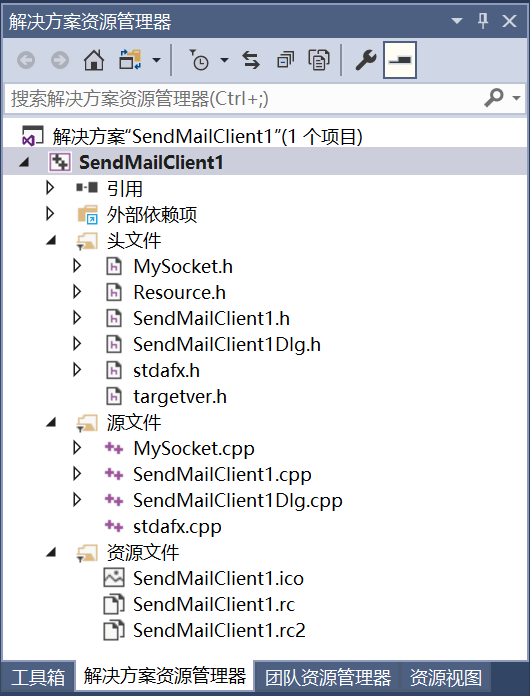 解决方案资源管理器
搜索解决方案资源管理器(Ctrl+;)
解决方案“SendMailClient1”(1 个项目)
SendMailClient1
引用
外部依赖项
头文件
MySocket.h
Resource.h
SendMailClient1.h
SendMailClient1Dlg.h
stdafx.h
targetver.h
源文件
MySocket.cpp
SendMailClient1.cpp
SendMailClient1Dlg.cpp
stdafx.cpp
资源文件
SendMailClient1.ico
SendMailClient1.rc
SendMailClient1.rc2
工具箱 解决方案资源管理器 团队资源管理器 资源视图